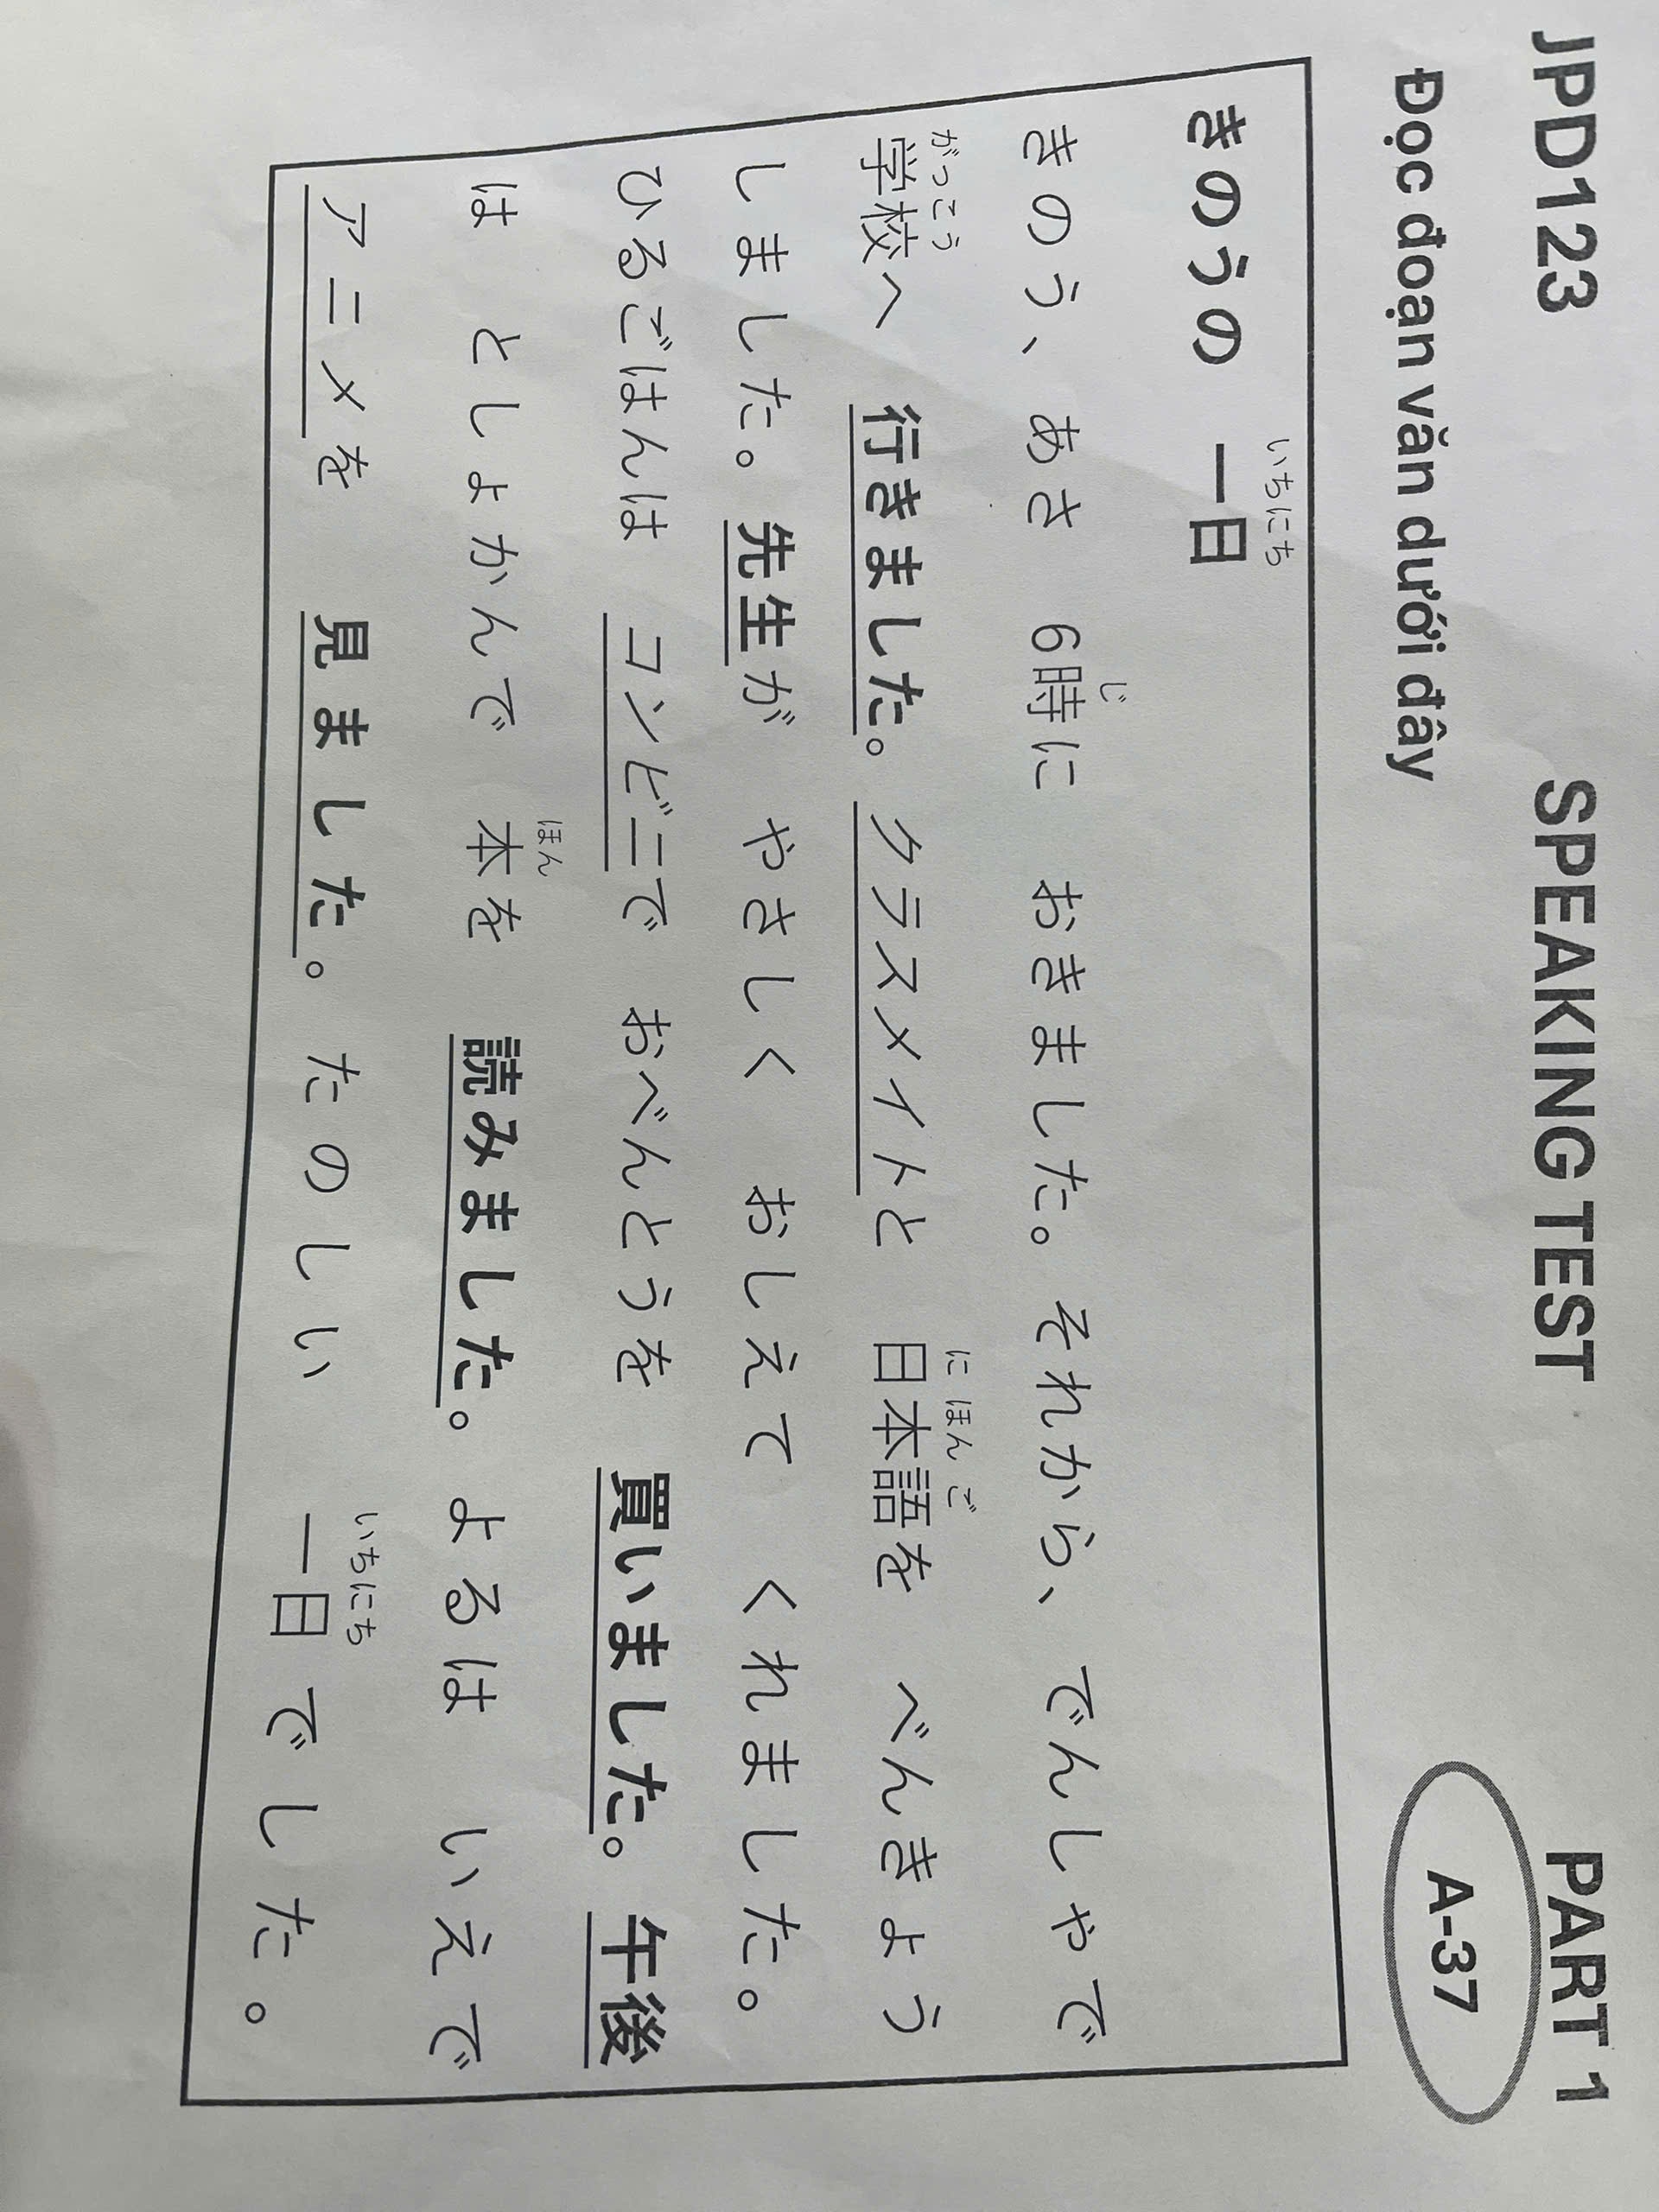 JPD123 SPEAKING TEST PART 1
A-37
Đọc đoạn văn dưới đây
いちにち
きのうの 一日
じ
きのう、あさ 6時に おきました。それから、でんしゃで
がっこう に ほん ご
学校へ 行きました。クラスメイトと 日本語を べんきょう
しました。先生が やさしく おしえて くれました。
ひるごはんは コンビニで おべんとうを 買いました。午後
ほん
は としょかんで 本を 読みました。よるは いえで
いちにち
アニメを 見ました。たのしい 一日でした。